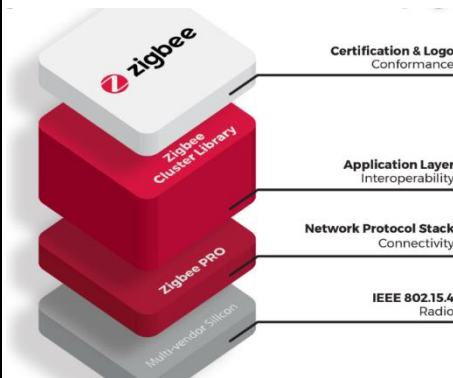 zigbee
Certification & Logo
Conformance
Zigbee
Cluster Library
Application Layer
Interoperability
Zigbee PRO
Network Protocol Stack
Connectivity
Multi-vendor Silicon
IEEE 802.15.4
Radio